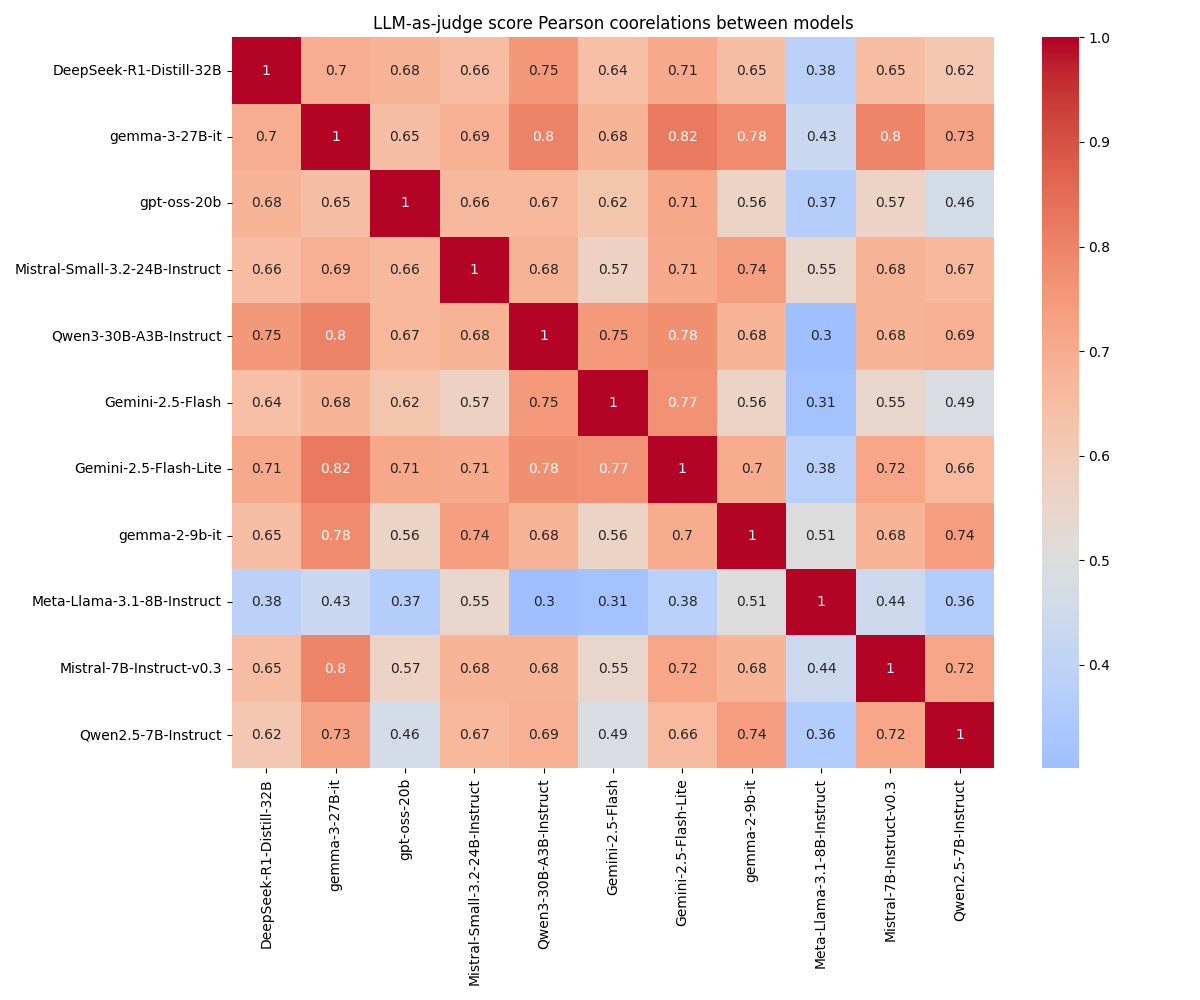 LLM-as-judge score Pearson coorelations between models
DeepSeek-R1-Distill-32B 1 0.7 0.68 0.66 0.75 0.64 0.71 0.65 0.38 0.65 0.62
gemma-3-27B-it 0.7 1 0.65 0.69 0.8 0.68 0.82 0.78 0.43 0.8 0.73
gpt-oss-20b 0.68 0.65 1 0.66 0.67 0.62 0.71 0.56 0.37 0.57 0.46
Mistral-Small-3.2-24B-Instruct 0.66 0.69 0.66 1 0.68 0.57 0.71 0.74 0.55 0.68 0.67
Qwen3-30B-A3B-Instruct 0.75 0.8 0.67 0.68 1 0.75 0.78 0.68 0.3 0.68 0.69
Gemini-2.5-Flash 0.64 0.68 0.62 0.57 0.75 1 0.77 0.56 0.31 0.55 0.49
Gemini-2.5-Flash-Lite 0.71 0.82 0.71 0.71 0.78 0.77 1 0.7 0.38 0.72 0.66
gemma-2-9b-it 0.65 0.78 0.56 0.74 0.68 0.56 0.7 1 0.51 0.68 0.74
Meta-Llama-3.1-8B-Instruct 0.38 0.43 0.37 0.55 0.3 0.31 0.38 0.51 1 0.44 0.36
Mistral-7B-Instruct-v0.3 0.65 0.8 0.57 0.68 0.68 0.55 0.72 0.68 0.44 1 0.72
Qwen2.5-7B-Instruct 0.62 0.73 0.46 0.67 0.69 0.49 0.66 0.74 0.36 0.72 1
DeepSeek-R1-Distill-32B
gemma-3-27B-it
gpt-oss-20b
Mistral-Small-3.2-24B-Instruct
Qwen3-30B-A3B-Instruct
Gemini-2.5-Flash
Gemini-2.5-Flash-Lite
gemma-2-9b-it
Meta-Llama-3.1-8B-Instruct
Mistral-7B-Instruct-v0.3
Qwen2.5-7B-Instruct
1.0
0.9
0.8
0.7
0.6
0.5
0.4